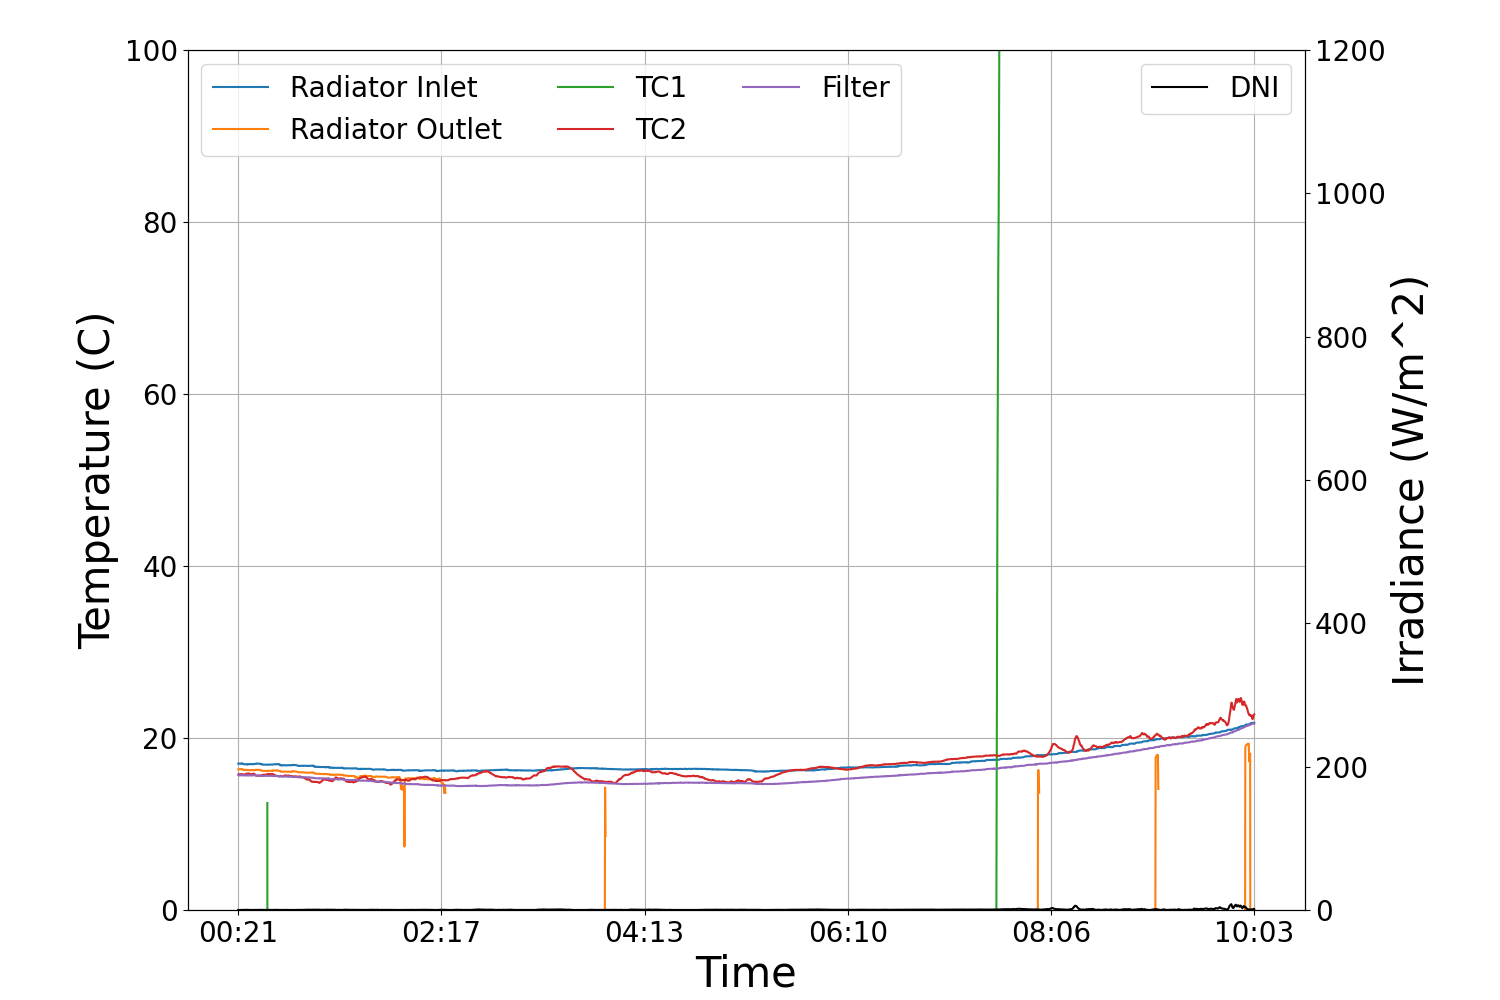 Radiator Inlet
Radiator Outlet
TC1
TC2
Filter
DNI
100
80
60
40
20
0
Temperature (C)
1200
1000
800
600
400
200
0
Irradiance (W/m^2)
00:21
02:17
04:13
06:10
08:06
10:03
Time